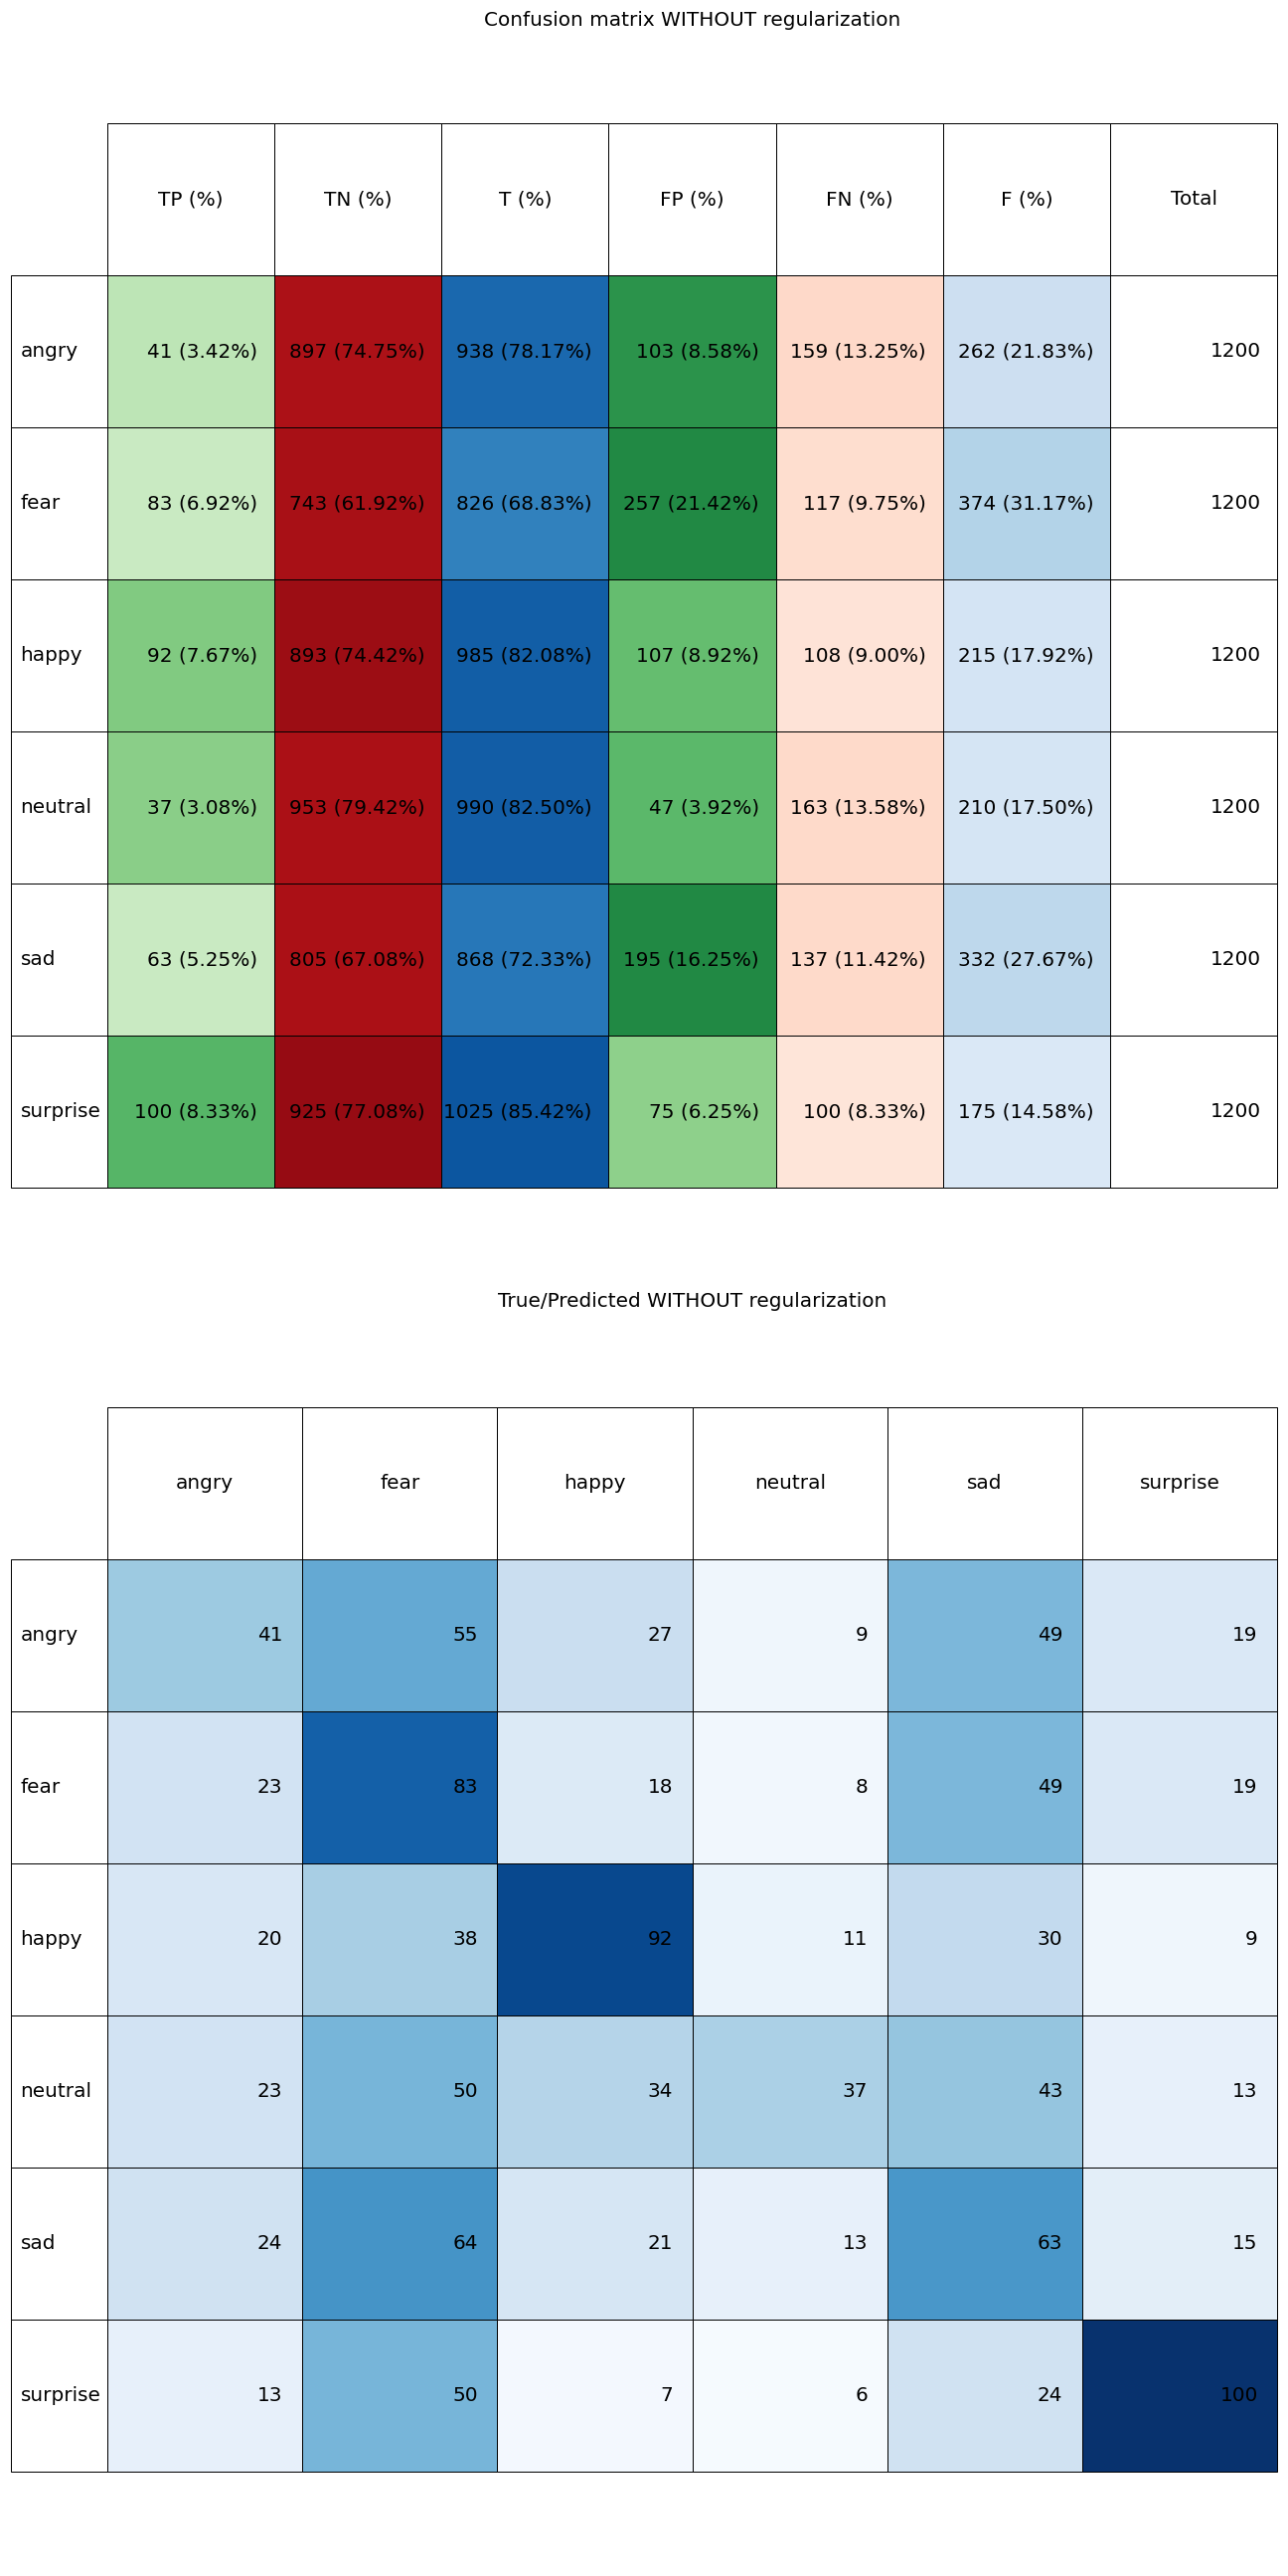 Confusion matrix WITHOUT regularization
TP (%) TN (%) T (%) FP (%) FN (%) F (%) Total
angry 41 (3.42%) 897 (74.75%) 938 (78.17%) 103 (8.58%) 159 (13.25%) 262 (21.83%) 1200
fear 83 (6.92%) 743 (61.92%) 826 (68.83%) 257 (21.42%) 117 (9.75%) 374 (31.17%) 1200
happy 92 (7.67%) 893 (74.42%) 985 (82.08%) 107 (8.92%) 108 (9.00%) 215 (17.92%) 1200
neutral 37 (3.08%) 953 (79.42%) 990 (82.50%) 47 (3.92%) 163 (13.58%) 210 (17.50%) 1200
sad 63 (5.25%) 805 (67.08%) 868 (72.33%) 195 (16.25%) 137 (11.42%) 332 (27.67%) 1200
surprise 100 (8.33%) 925 (77.08%) 1025 (85.42%) 75 (6.25%) 100 (8.33%) 175 (14.58%) 1200
True/Predicted WITHOUT regularization
angry fear happy neutral sad surprise
angry 41 55 27 9 49 19
fear 23 83 18 8 49 19
happy 20 38 92 11 30 9
neutral 23 50 34 37 43 13
sad 24 64 21 13 63 15
surprise 13 50 7 6 24 100